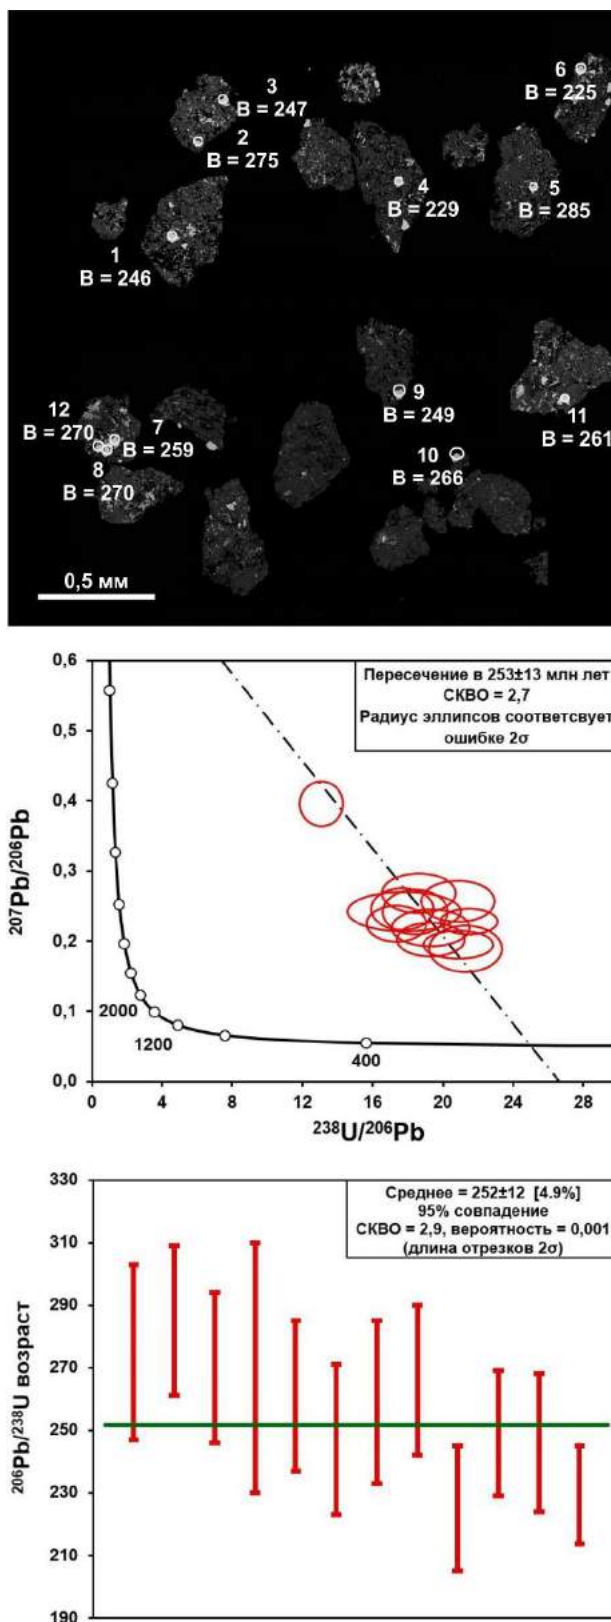 6
B = 225
3
B = 247
2
B = 275
4
B = 229
5
B = 285
1
B = 246
9
B = 249
11
B = 261
12
B = 270
7
B = 259
8
B = 270
10
B = 266
0,5 мм
0,6
0,4
0,3
0,2
0,1
0,0
207Pb/206Pb
Пересечение в 253±13 млн лет
СКВО = 2,7
Радиус эллипсов соответсвует
ошибке 2σ
2000
1200
400
0 4 8 12 16 20 24 28
238U/206Pb
330
310
290
270
250
230
210
190
206Pb/238U возраст
Среднее = 252±12 [4.9%]
95% совпадение
СКВО = 2,9, вероятность = 0,001
(длина отрезков 2σ)